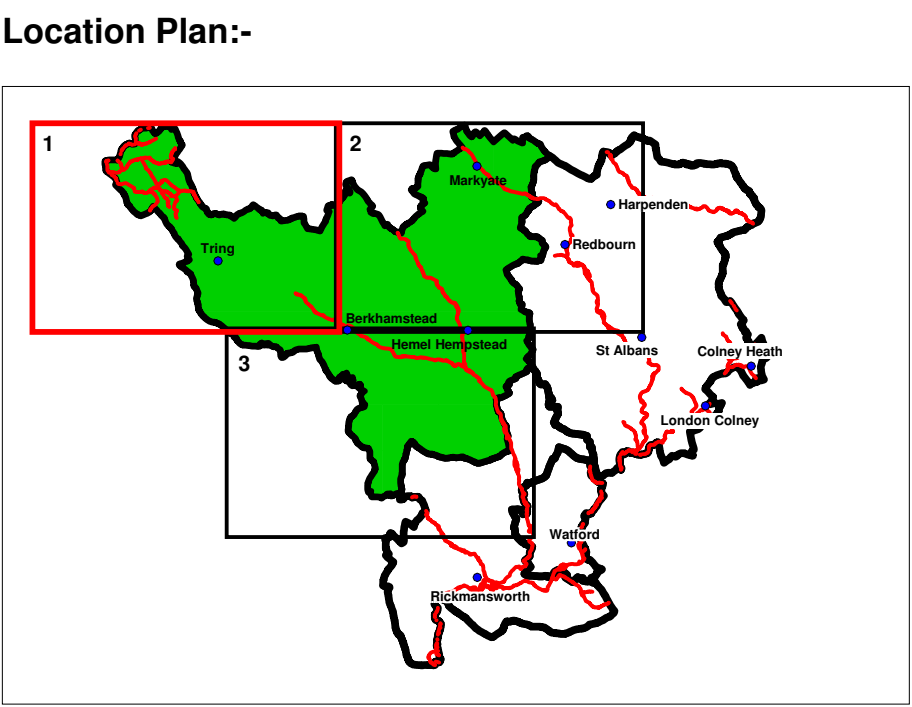 Location Plan:-
1
2
Markyate
Harpenden
Redbourn
Tring
Berkhamstead
Hemel Hempstead
St Albans
Colney Heath
3
London Colney
Watford
Rickmansworth